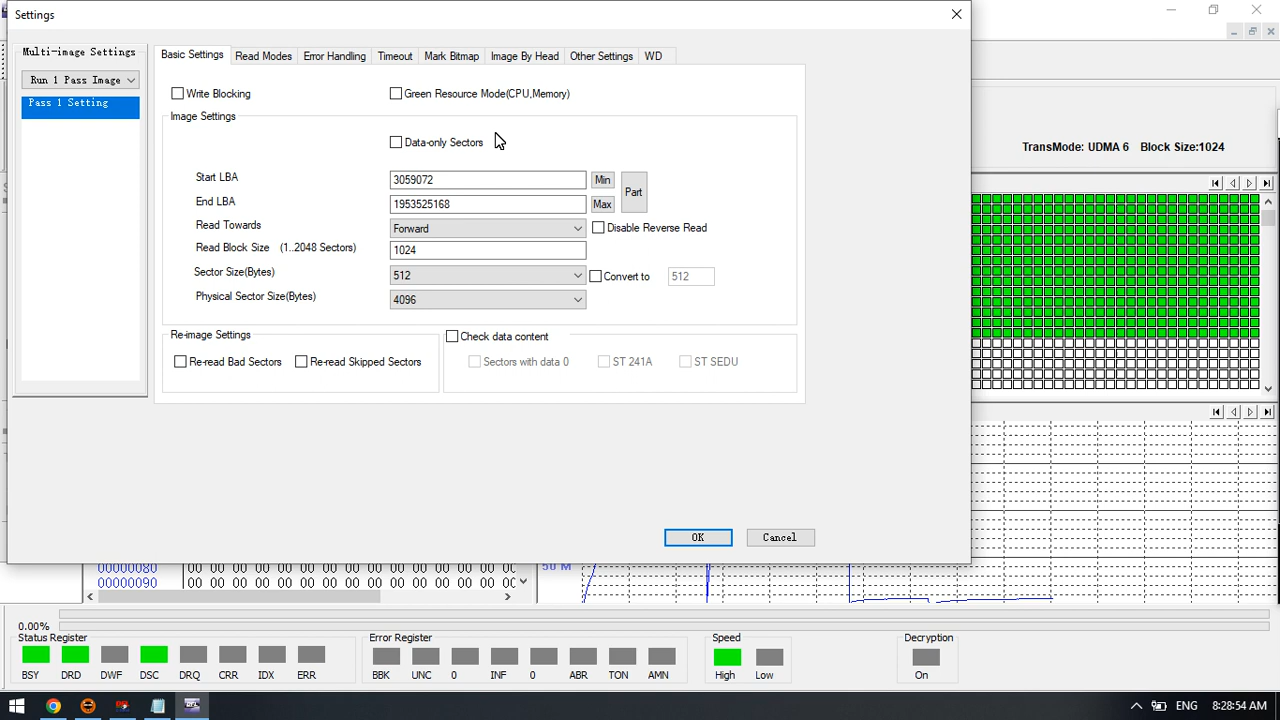 Settings
Multi-image Settings
Run 1 Pass Image
Pass 1 Setting
Basic Settings Read Modes Error Handling Timeout Mark Bitmap Image By Head Other Settings WD
Write Blocking Green Resource Mode(CPU,Memory)
Image Settings
Data-only Sectors
Start LBA 3059072 Min
Part
End LBA 1953525168 Max
Read Towards Forward Disable Reverse Read
Read Block Size (1..2048 Sectors) 1024
Sector Size(Bytes) 512 Convert to 512
Physical Sector Size(Bytes) 4096
Re-image Settings Check data content
Re-read Bad Sectors Re-read Skipped Sectors Sectors with data 0 ST 241A ST SEDU
OK Cancel
TransMode: UDMA 6 Block Size:1024
00000080 00 00 00 00 00 00 00 00 00 00 00 00 00 50 M
00000090 00 00 00 00 00 00 00 00 00 00 00 00 00
0.00%
Status Register Error Register Speed Decryption
BSY DRD DWF DSC DRQ CRR IDX ERR BBK UNC 0 INF 0 ABR TON AMN High Low On
ENG 8:28:54 AM